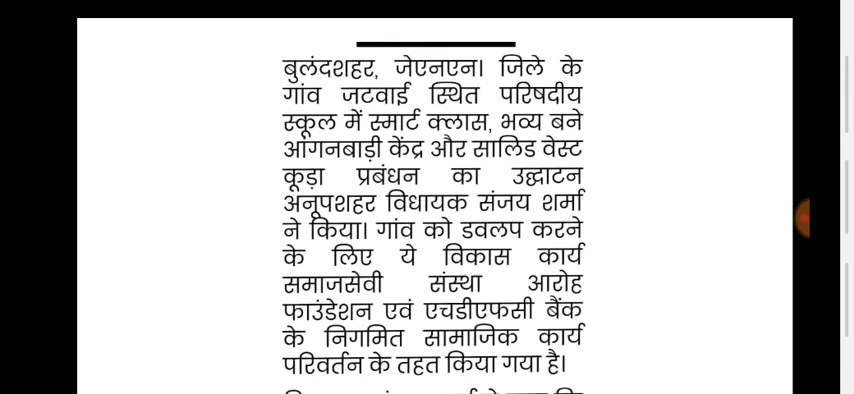 बुलंदशहर, जेएनएन। जिले के
गांव जटवाई स्थित परिषदीय
स्कूल में स्मार्ट क्लास, भव्य बने
आंगनबाड़ी केंद्र और सालिड वेस्ट
कूड़ा प्रबंधन का उद्घाटन
अनूपशहर विधायक संजय शर्मा
ने किया। गांव को डवलप करने
के लिए ये विकास कार्य
समाजसेवी संस्था आरोह
फाउंडेशन एवं एचडीएफसी बैंक
के निगमित सामाजिक कार्य
परिवर्तन के तहत किया गया है।